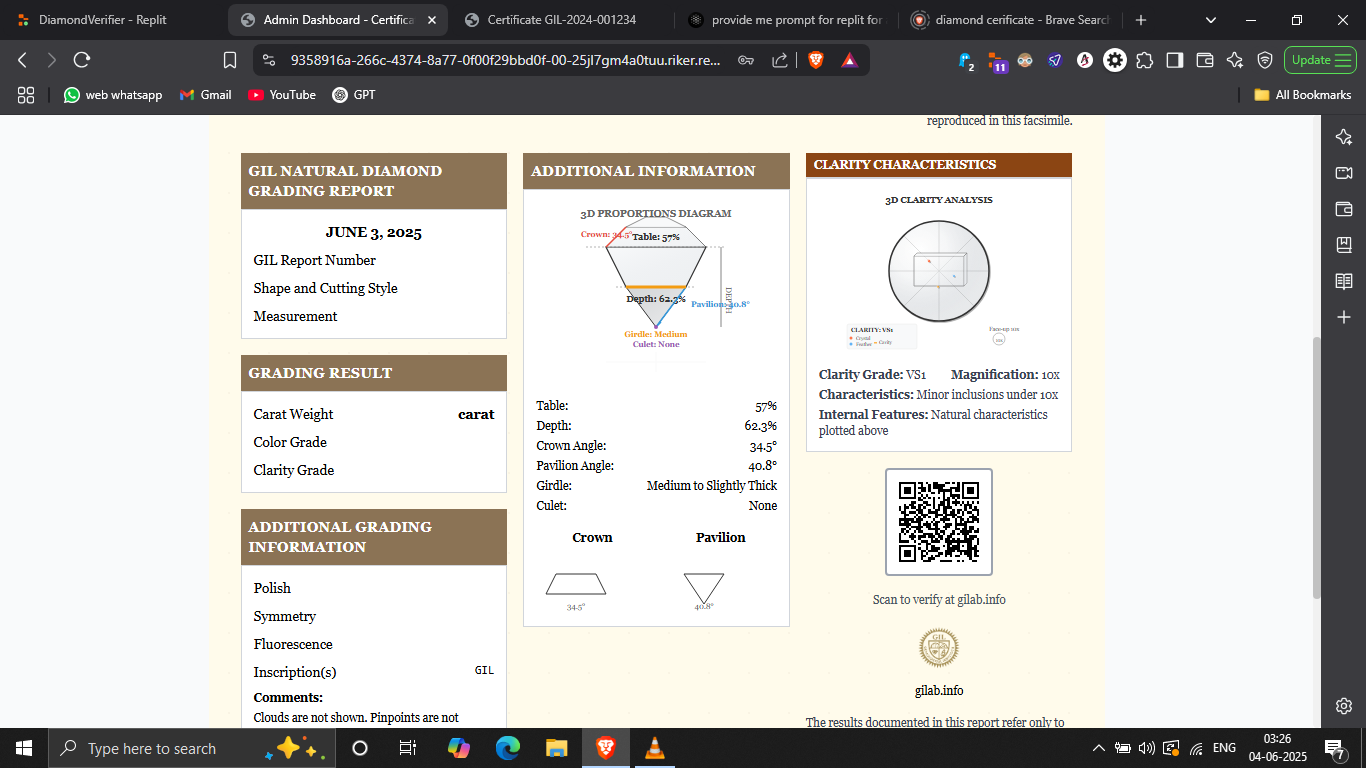 DiamondVerifier - Replit
Admin Dashboard - Certifica
Certificate GIL-2024-001234
provide me prompt for replit for
diamond cerificate - Brave Search
9358916a-266c-4374-8a77-0f00f29bbd0f-00-25jl7gm4a0tuu.riker.re...
2
11
Update
web whatsapp
Gmail
YouTube
GPT
All Bookmarks
reproduced in this facsimile.
GIL NATURAL DIAMOND
GRADING REPORT
JUNE 3, 2025
GIL Report Number
Shape and Cutting Style
Measurement
GRADING RESULT
Carat Weight carat
Color Grade
Clarity Grade
ADDITIONAL GRADING
INFORMATION
Polish
Symmetry
Fluorescence
Inscription(s) GIL
Comments:
Clouds are not shown. Pinpoints are not
ADDITIONAL INFORMATION
3D PROPORTIONS DIAGRAM
Crown: 34.5°
Table: 57%
Depth: 62.3%
Pavilion: 40.8°
DEPTH
Girdle: Medium
Culet: None
Table: 57%
Depth: 62.3%
Crown Angle: 34.5°
Pavilion Angle: 40.8°
Girdle: Medium to Slightly Thick
Culet: None
Crown Pavilion
34.5° 40.8°
CLARITY CHARACTERISTICS
3D CLARITY ANALYSIS
CLARITY: VS1
Crystal
Feather Cavity
Face-up 10x
10x
Clarity Grade: VS1 Magnification: 10x
Characteristics: Minor inclusions under 10x
Internal Features: Natural characteristics
plotted above
Scan to verify at gilab.info
GIL
gilab.info
The results documented in this report refer only to
Type here to search
ENG
03:26
04-06-2025
7